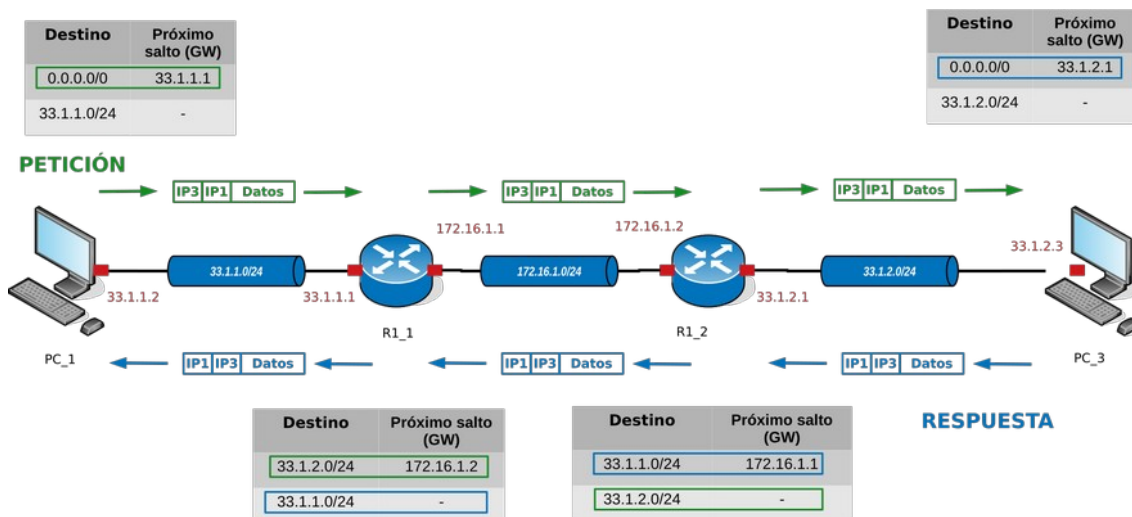 Destino Próximo salto (GW)
0.0.0.0/0 33.1.1.1
33.1.1.0/24 -
Destino Próximo salto (GW)
0.0.0.0/0 33.1.2.1
33.1.2.0/24 -
PETICIÓN
IP3 IP1 Datos
IP3 IP1 Datos
IP3 IP1 Datos
172.16.1.1
172.16.1.2
33.1.2.3
33.1.1.0/24
172.16.1.0/24
33.1.2.0/24
33.1.1.2
33.1.1.1
33.1.2.1
PC_1
R1_1
R1_2
PC_3
IP1 IP3 Datos
IP1 IP3 Datos
IP1 IP3 Datos
RESPUESTA
Destino Próximo salto (GW)
33.1.2.0/24 172.16.1.2
33.1.1.0/24 -
Destino Próximo salto (GW)
33.1.1.0/24 172.16.1.1
33.1.2.0/24 -